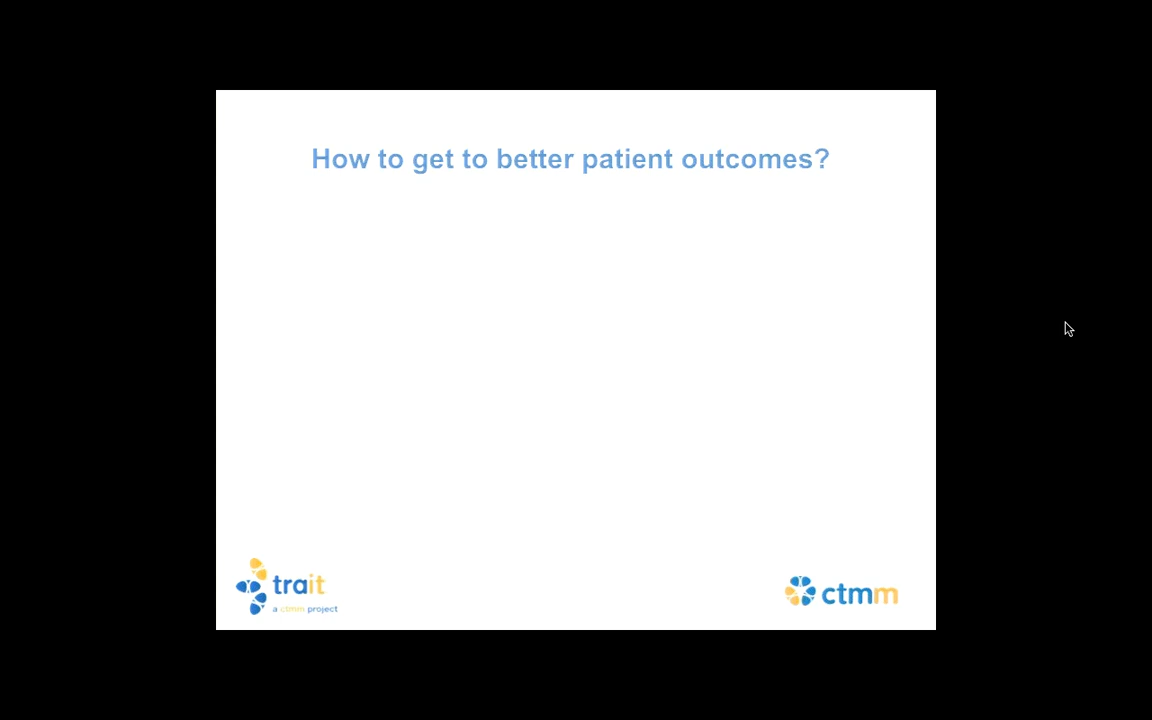 How to get to better patient outcomes?
trait
a ctmm project
ctmm